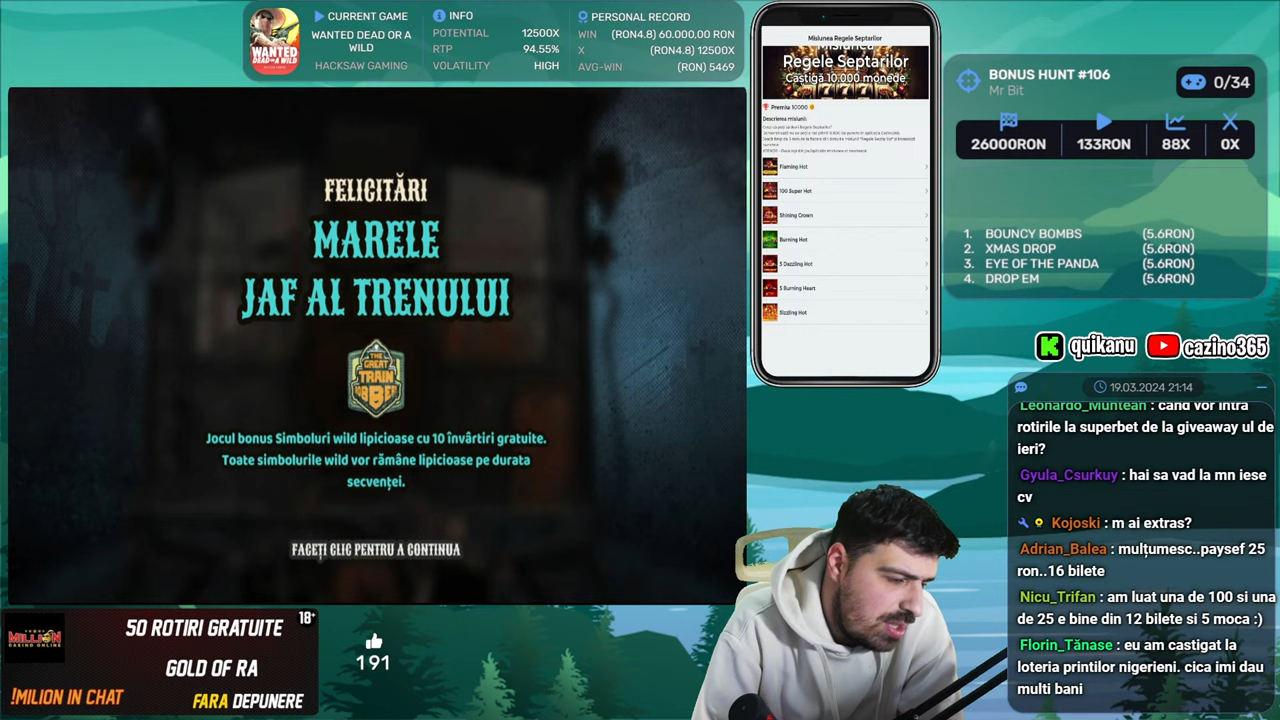 CURRENT GAME
WANTED DEAD OR A
WILD
HACKSAW GAMING
WANTED
DEAD OR A WILD
INFO
POTENTIAL 12500X
RTP 94.55%
VOLATILITY HIGH
PERSONAL RECORD
WIN (RON4.8) 60.000,00 RON
X (RON4.8) 12500X
AVG-WIN (RON) 5469
FELICITĂRI
MARELE
JAF AL TRENULUI
THE
GREAT
TRAIN
Jocul bonus Simboluri wild lipicioase cu 10 învârtiri gratuite.
Toate simbolurile wild vor rămâne lipicioase pe durata
secvenței.
FACEȚI CLIC PENTRU A CONTINUA
Misiunea Regele Septarilor
Misiunea
Regele Septarilor
Castigă 10.000 monede
Premiu 10000
Descrierea misiunii:
Flaming Hot
100 Super Hot
Shining Crown
Burning Hot
5 Dazzling Hot
5 Burning Heart
Sizzling Hot
BONUS HUNT #106
Mr Bit
0/34
26000RON 133RON 88X 0X
1. BOUNCY BOMBS (5.6RON)
2. XMAS DROP (5.6RON)
3. EYE OF THE PANDA (5.6RON)
4. DROP EM (5.6RON)
K quikanu cazino365
19.03.2024 21:14
Leonardo_Muntean : cand vor intra
rotirile la superbet de la giveaway ul de
ieri?
Gyula_Csurkuy : hai sa vad la mn iese
cv
Kojoski : m ai extras?
Adrian_Balea : mulțumesc..paysef 25
ron..16 bilete
Nicu_Trifan : am luat una de 100 si una
de 25 e bine din 12 bilete si 5 moca :)
Florin_Tănase : eu am castigat la
loteria printilor nigerieni. cica imi dau
multi bani
MILLION
CASINO ONLINE
50 ROTIRI GRATUITE
18+
GOLD OF RA
!MILION IN CHAT
FARA DEPUNERE
191